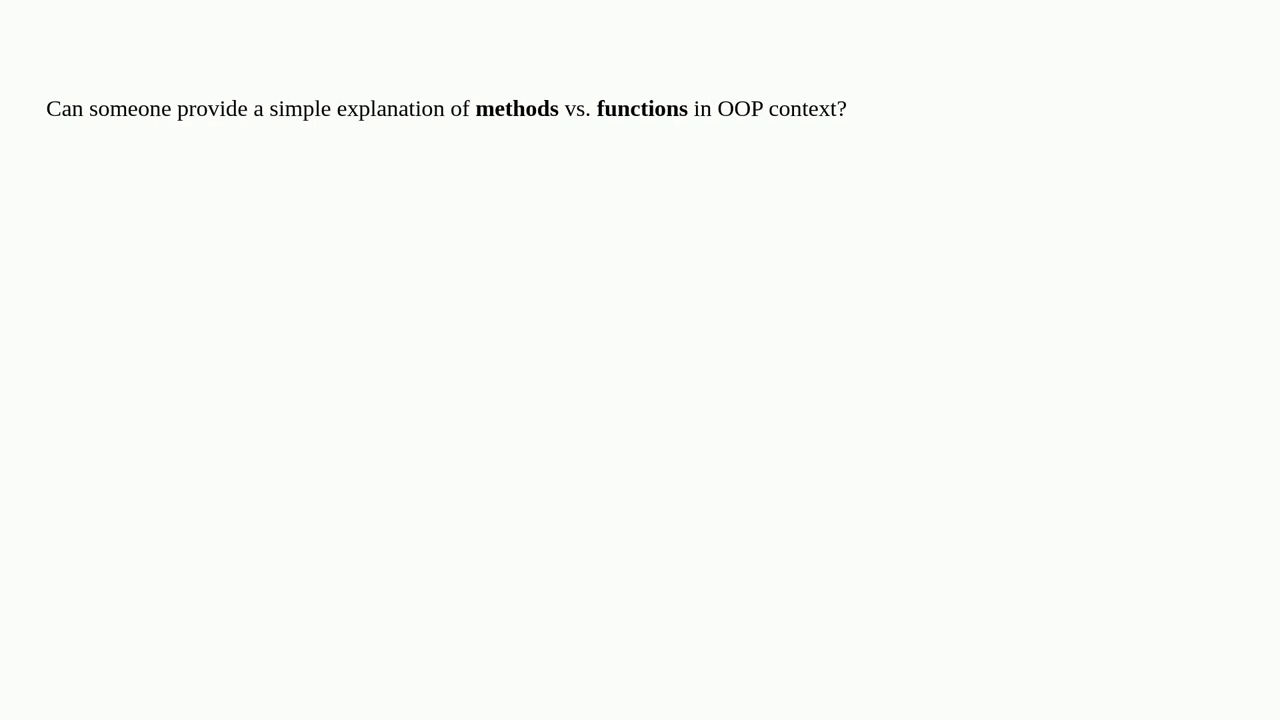 Can someone provide a simple explanation of methods vs. functions in OOP context?